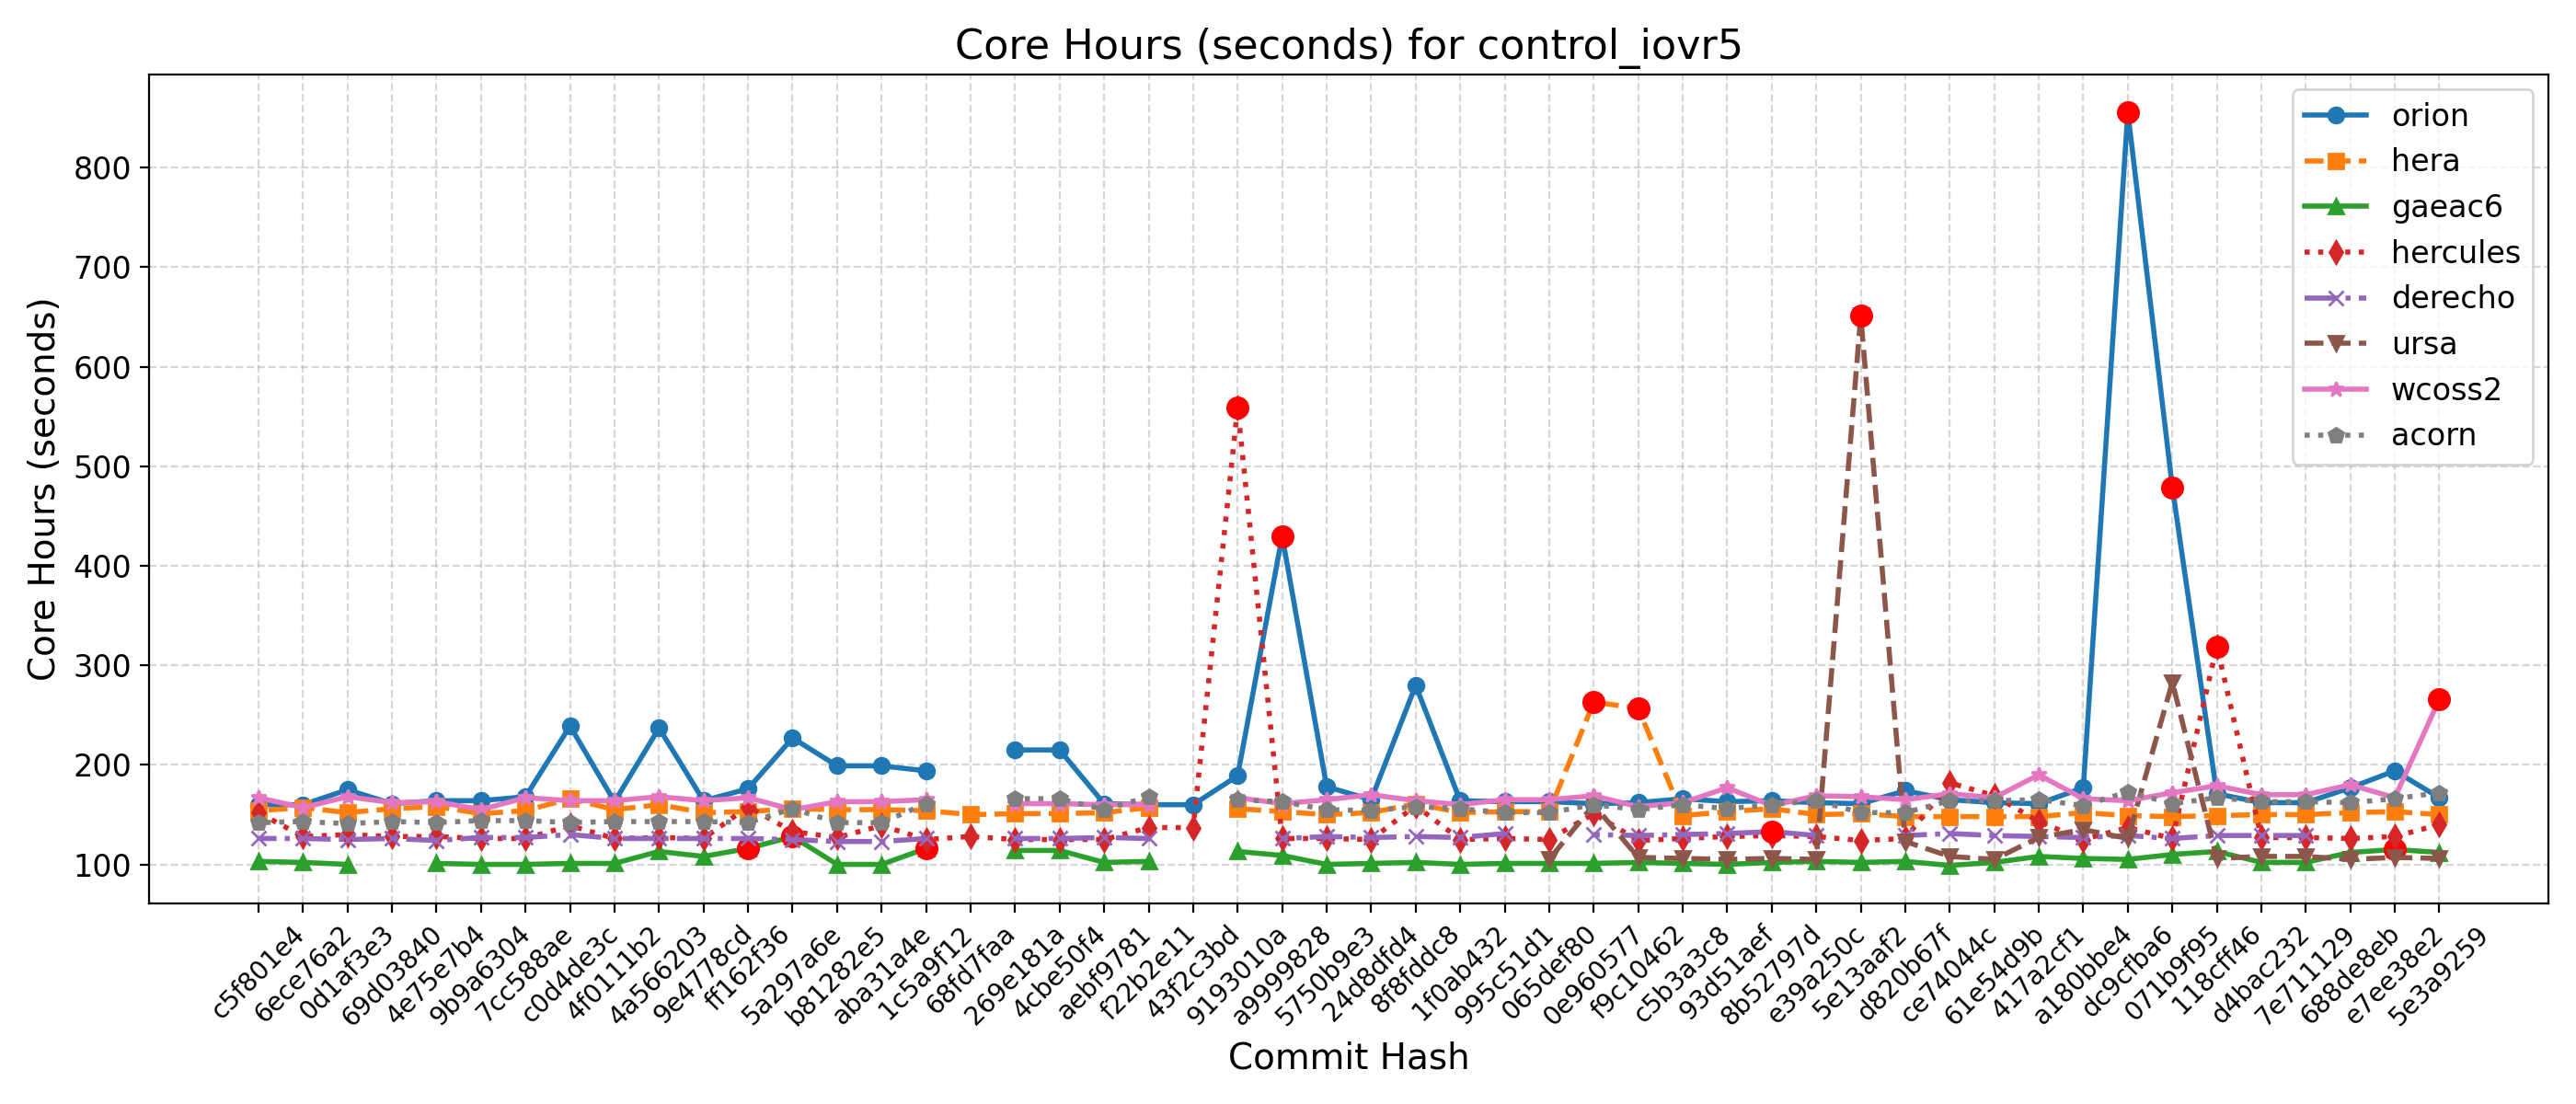 Core Hours (seconds) for control_iovr5
Core Hours (seconds)
800
700
600
500
400
300
200
100
orion
hera
gaeac6
hercules
derecho
ursa
wcoss2
acorn
c5f801e4
6ece76a2
0d1af3e3
69d03840
4e75e7b4
9b9a6304
7cc588ae
c0d4de3c
4f0111b2
4a566203
9e4778cd
ff162f36
5a297a6e
b81282e5
aba31a4e
1c5a9f12
68fd7faa
269e181a
4cbe50f4
aebf9781
f22b2e11
43f2c3bd
9193010a
a9999828
5750b9e3
24d8dfd4
8f8fddc8
1f0ab432
995c51d1
065def80
0e960577
f9c10462
c5b3a3c8
93d51aef
8b52797d
e39a250c
5e13aaf2
d820b67f
ce74044c
61e54d9b
417a2cf1
a180bbe4
dc9cfba6
071b9f95
118cff46
d4bac232
7e711129
688de8eb
e7ee38e2
5e3a9259
Commit Hash